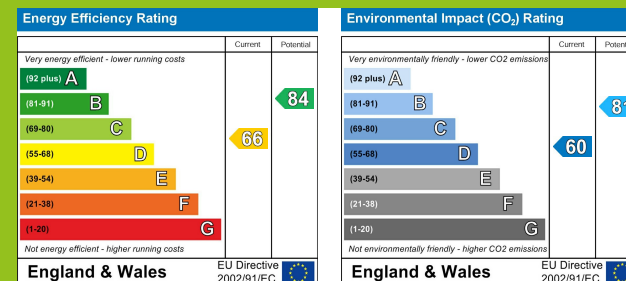 Energy Efficiency Rating
Current Potential
Very energy efficient - lower running costs
(92 plus) A
(81-91) B
84
(69-80) C
66
(55-68) D
(39-54) E
(21-38) F
(1-20) G
Not energy efficient - higher running costs
England & Wales
EU Directive
2002/91/EC
Environmental Impact (CO2) Rating
Current Potent
Very environmentally friendly - lower CO2 emissions
(92 plus) A
(81-91) B
81
(69-80) C
(55-68) D
60
(39-54) E
(21-38) F
(1-20) G
Not environmentally friendly - higher CO2 emissions
England & Wales
EU Directive
2002/91/EC